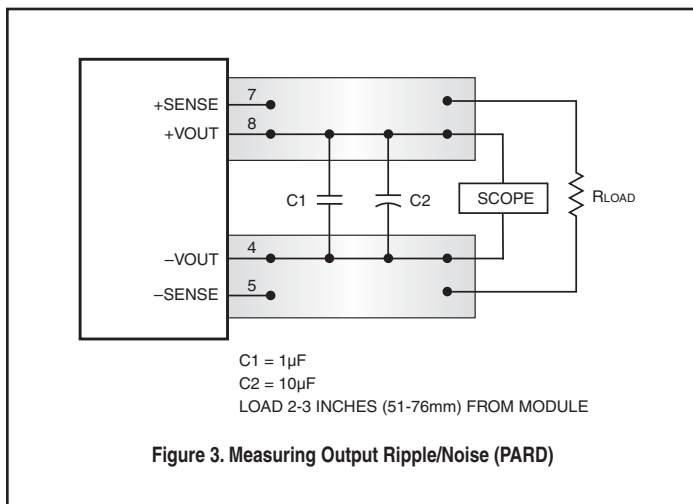 +SENSE
7
+VOUT
8
C1
C2
SCOPE
RLOAD
–VOUT
4
–SENSE
5
C1 = 1µF
C2 = 10µF
LOAD 2-3 INCHES (51-76mm) FROM MODULE
Figure 3. Measuring Output Ripple/Noise (PARD)